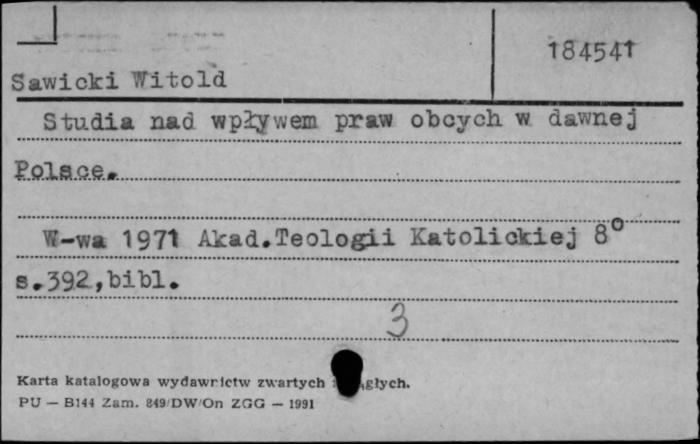 184541
Sawicki Witold
Studia nad wpływem praw obcych w dawnej
Polsce.
W-wa 1971 Akad.Teologii Katolickiej 8°
s.392,bibl.
3
Karta katalogowa wydawnictw zwartych głych.
PU — B144 Zam. 849/DW/On ZGG — 1991